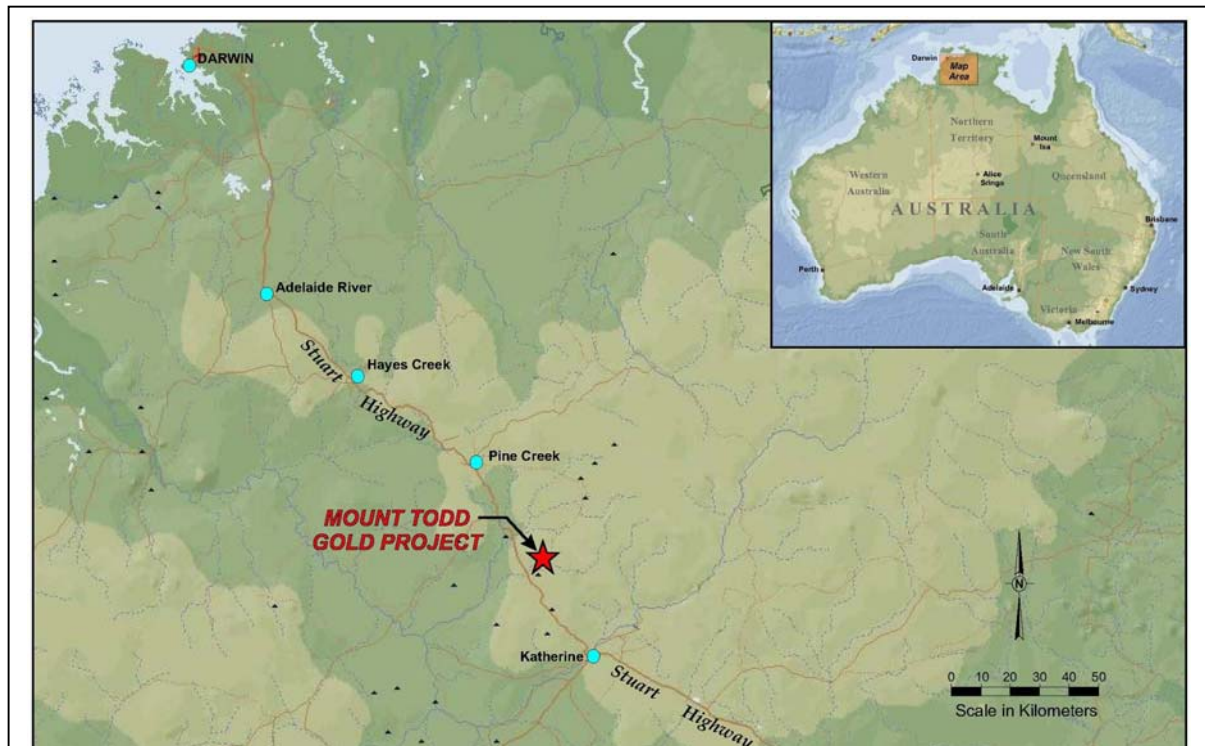 DARWIN
Adelaide River
Hayes Creek
Stuart
Highway
Pine Creek
MOUNT TODD
GOLD PROJECT
Katherine
Stuart
Highway
N
0 10 20 30 40 50
Scale in Kilometers
Darwin
Map
Area
Northern
Territory
Mount
Isa
Western
Australia
Alice
Springs
Queensland
AUSTRALIA
Brisbane
South
Australia
New South
Wales
Perth
Adelaide
Sydney
Victoria
Melbourne